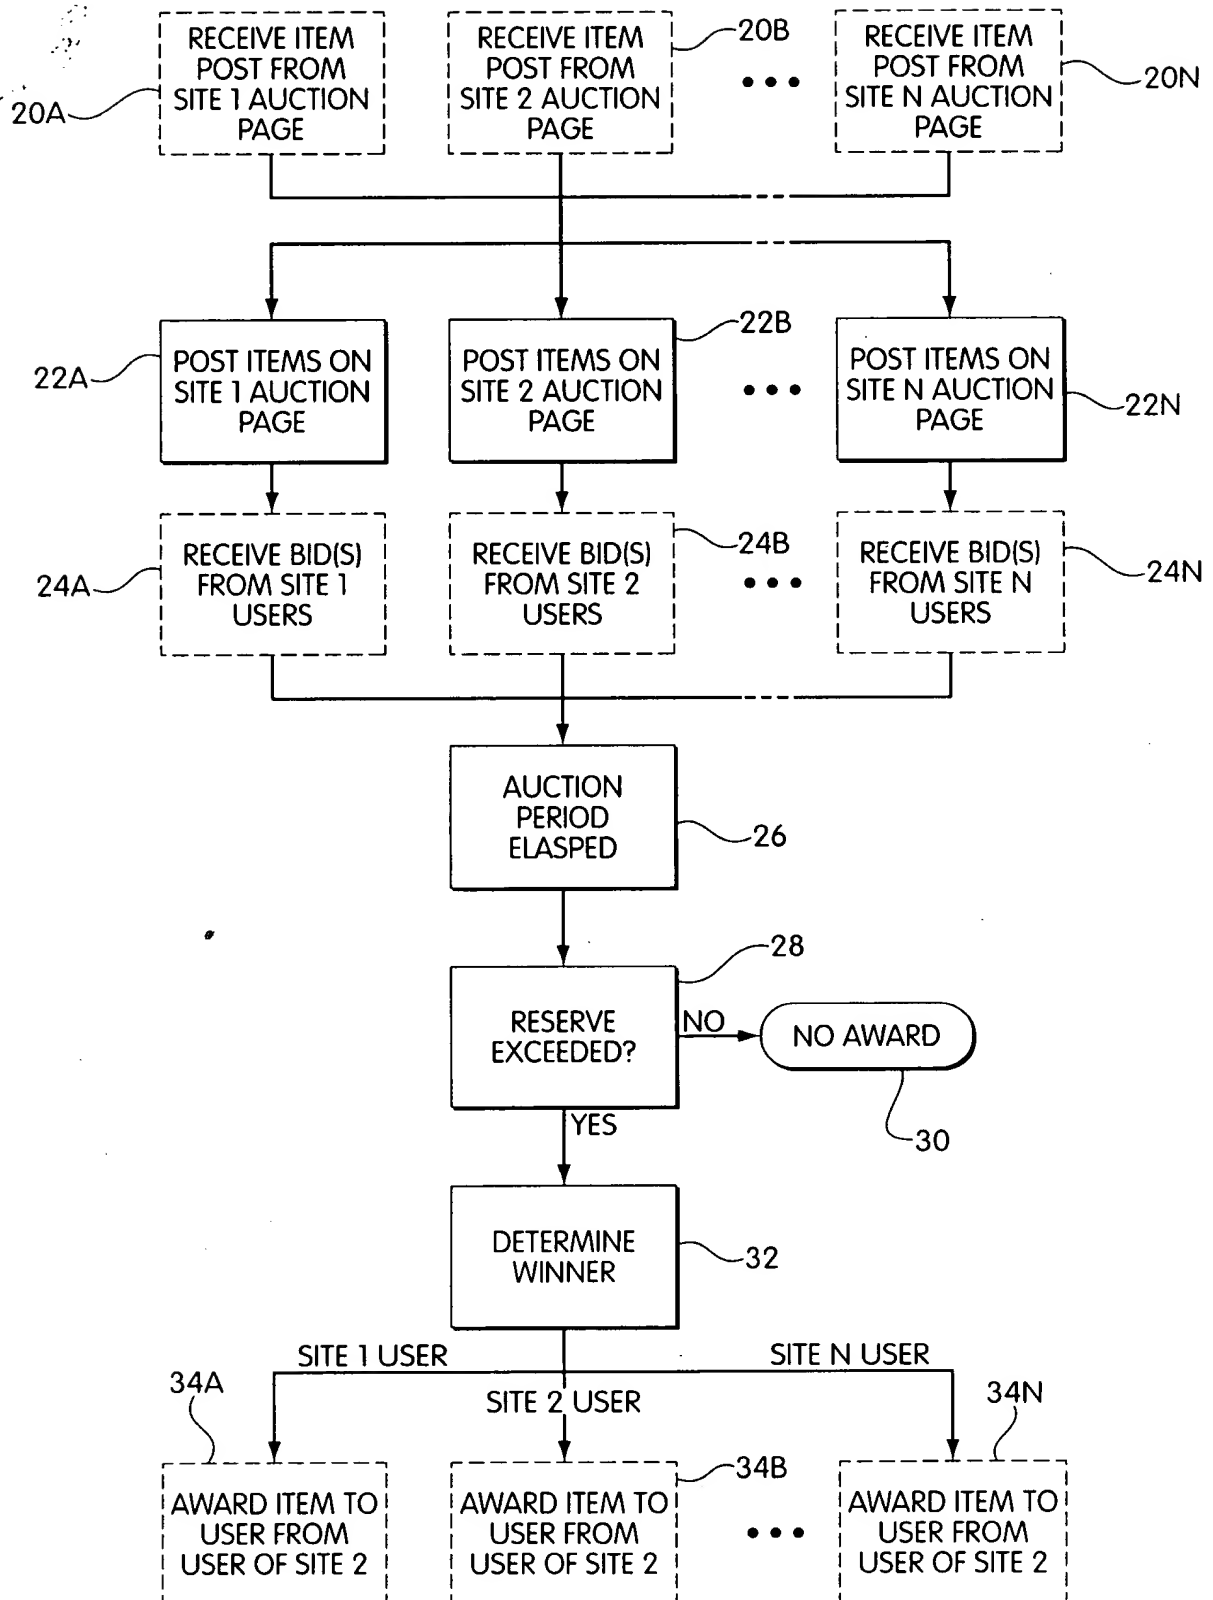 RECEIVE ITEM
POST FROM
SITE 1 AUCTION
PAGE
20A
RECEIVE ITEM
POST FROM
SITE 2 AUCTION
PAGE
20B
RECEIVE ITEM
POST FROM
SITE N AUCTION
PAGE
20N
POST ITEMS ON
SITE 1 AUCTION
PAGE
22A
POST ITEMS ON
SITE 2 AUCTION
PAGE
22B
POST ITEMS ON
SITE N AUCTION
PAGE
22N
RECEIVE BID(S)
FROM SITE 1
USERS
24A
RECEIVE BID(S)
FROM SITE 2
USERS
24B
RECEIVE BID(S)
FROM SITE N
USERS
24N
AUCTION
PERIOD
ELASPED
26
RESERVE
EXCEEDED?
28
NO
NO AWARD
30
YES
DETERMINE
WINNER
32
SITE 1 USER
SITE 2 USER
SITE N USER
34A
AWARD ITEM TO
USER FROM
USER OF SITE 2
34B
AWARD ITEM TO
USER FROM
USER OF SITE 2
34N
AWARD ITEM TO
USER FROM
USER OF SITE 2